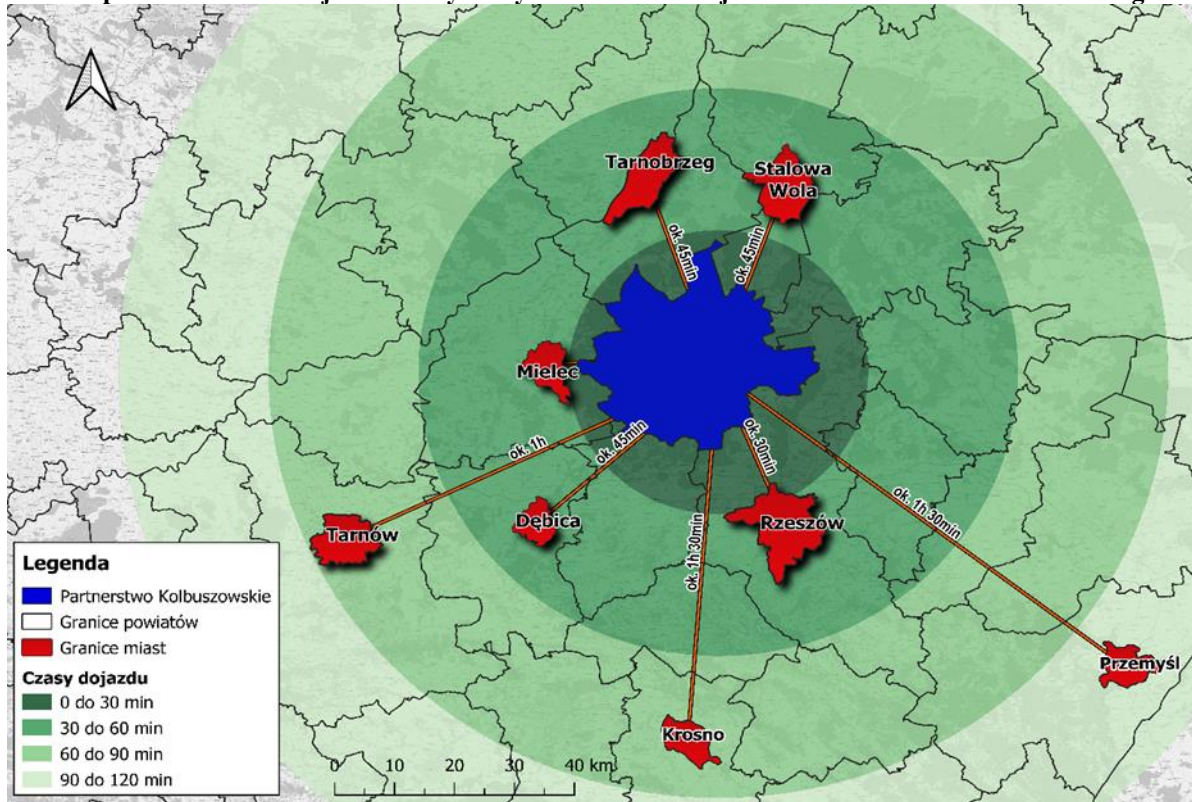 Tarnobrzeg
Stalowa
Wola
ok. 45min
ok. 45min
Mielec
ok. 1h
ok. 45min
ok. 30min
Dębica
Tarnów
Rzeszów
ok. 1h 30min
ok. 1h 30min
Przemyśl
Krosno
Legenda
Partnerstwo Kolbuszowskie
Granice powiatów
Granice miast
Czasy dojazdu
0 do 30 min
30 do 60 min
60 do 90 min
90 do 120 min
0 10 20 30 40 km